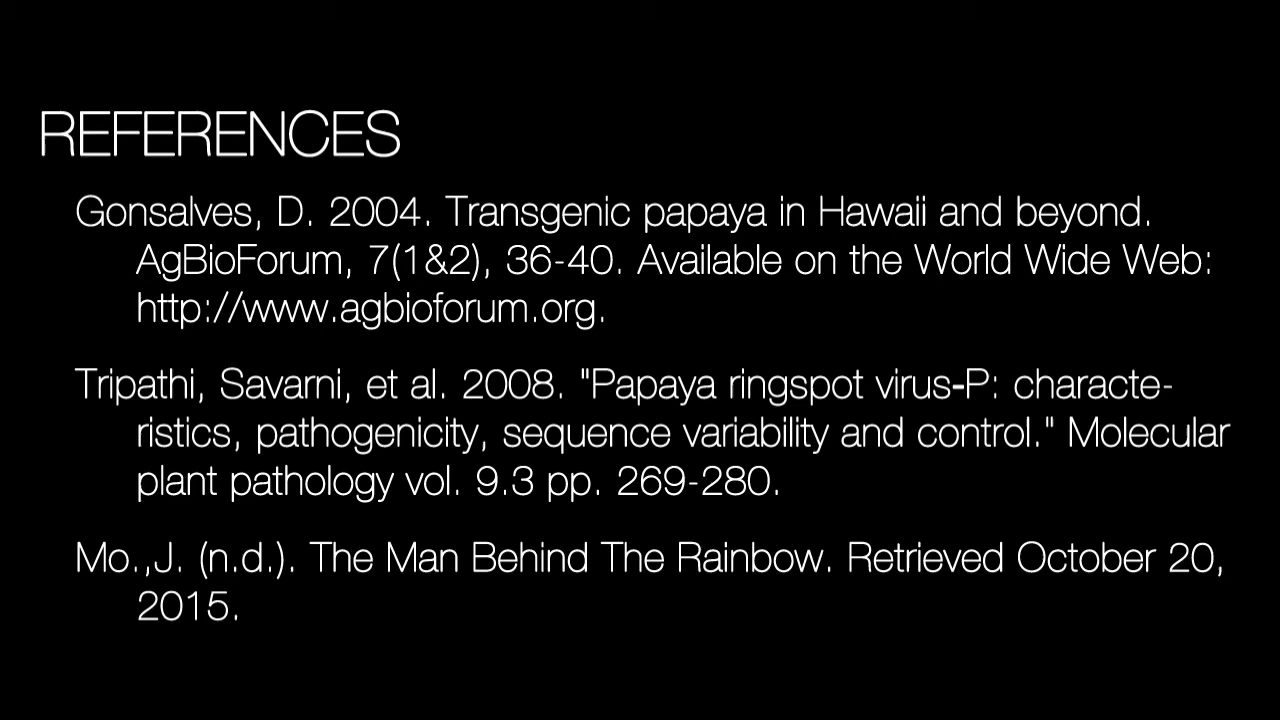 REFERENCES
Gonsalves, D. 2004. Transgenic papaya in Hawaii and beyond.
AgBioForum, 7(1&2), 36-40. Available on the World Wide Web:
http://www.agbioforum.org.
Tripathi, Savarni, et al. 2008. "Papaya ringspot virus-P: characte-
ristics, pathogenicity, sequence variability and control." Molecular
plant pathology vol. 9.3 pp. 269-280.
Mo.,J. (n.d.). The Man Behind The Rainbow. Retrieved October 20,
2015.